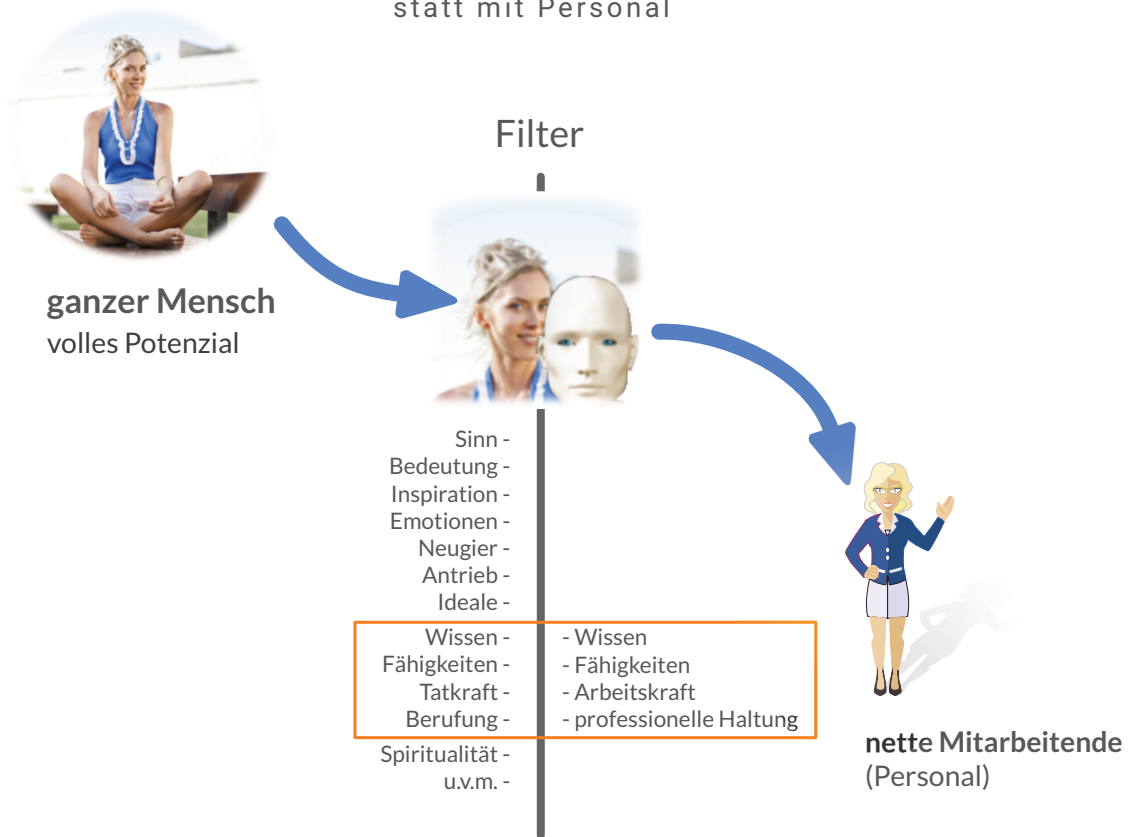 statt mit Personal
Filter
ganzer Mensch
volles Potenzial
Sinn -
Bedeutung -
Inspiration -
Emotionen -
Neugier -
Antrieb -
Ideale -
Wissen - - Wissen
Fähigkeiten - - Fähigkeiten
Tatkraft - - Arbeitskraft
Berufung - - professionelle Haltung
Spiritualität -
u.v.m. -
nette Mitarbeitende
(Personal)